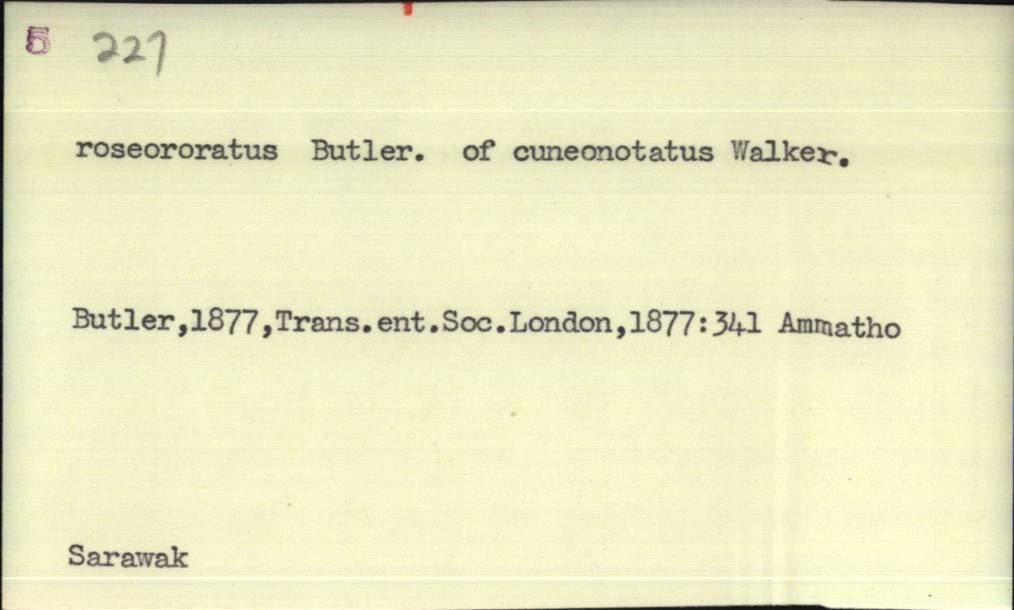 5 227
roseororatus Butler. of cuneonotatus Walker.
Butler,1877,Trans.ent.Soc.London,1877:341 Ammatho
Sarawak